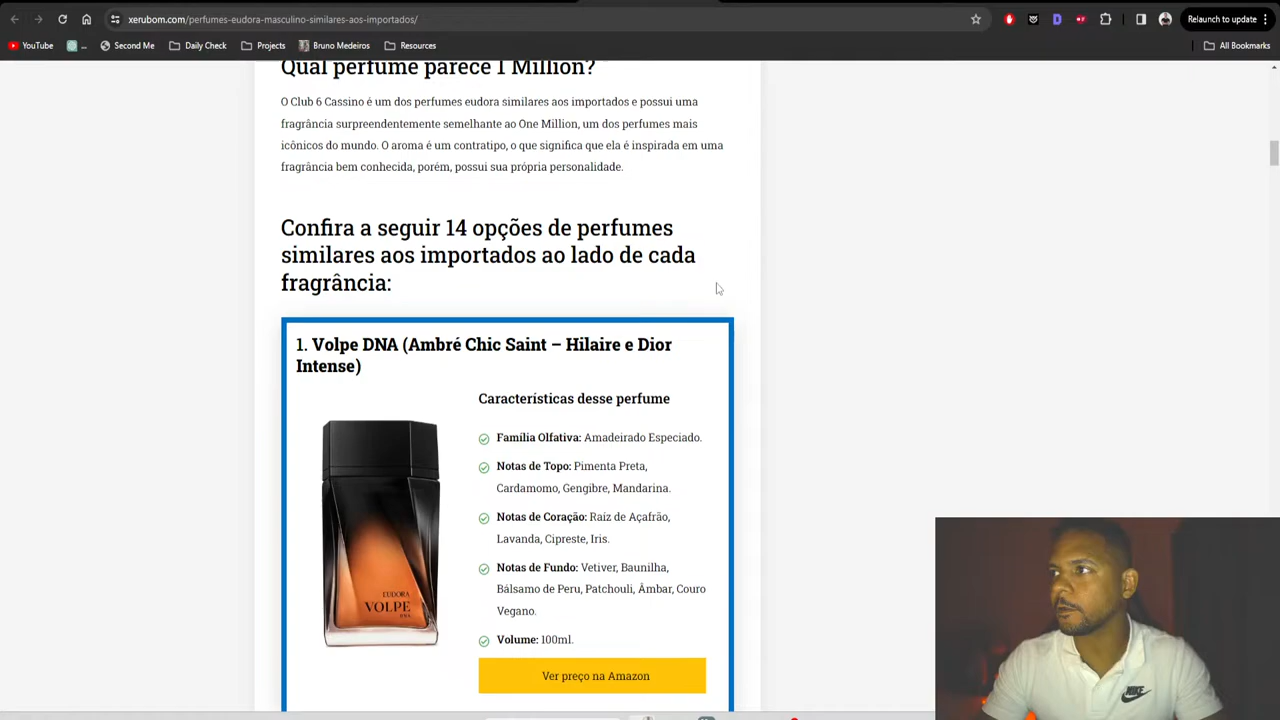 xerubom.com/perfumes-eudora-masculino-similares-aos-importados/
Relaunch to update
YouTube
...
Second Me
Daily Check
Projects
Bruno Medeiros
Resources
All Bookmarks
Qual perfume parece 1 Million?
O Club 6 Cassino é um dos perfumes eudora similares aos importados e possui uma
fragrância surpreendentemente semelhante ao One Million, um dos perfumes mais
icônicos do mundo. O aroma é um contratipo, o que significa que ela é inspirada em uma
fragrância bem conhecida, porém, possui sua própria personalidade.
Confira a seguir 14 opções de perfumes
similares aos importados ao lado de cada
fragrância:
1. Volpe DNA (Ambré Chic Saint – Hilaire e Dior
Intense)
Características desse perfume
Família Olfativa: Amadeirado Especiado.
Notas de Topo: Pimenta Preta,
Cardamomo, Gengibre, Mandarina.
Notas de Coração: Raiz de Açafrão,
Lavanda, Cipreste, Iris.
Notas de Fundo: Vetiver, Baunilha,
Bálsamo de Peru, Patchouli, Âmbar, Couro
Vegano.
Volume: 100ml.
Ver preço na Amazon
EUDORA
VOLPE
DNA